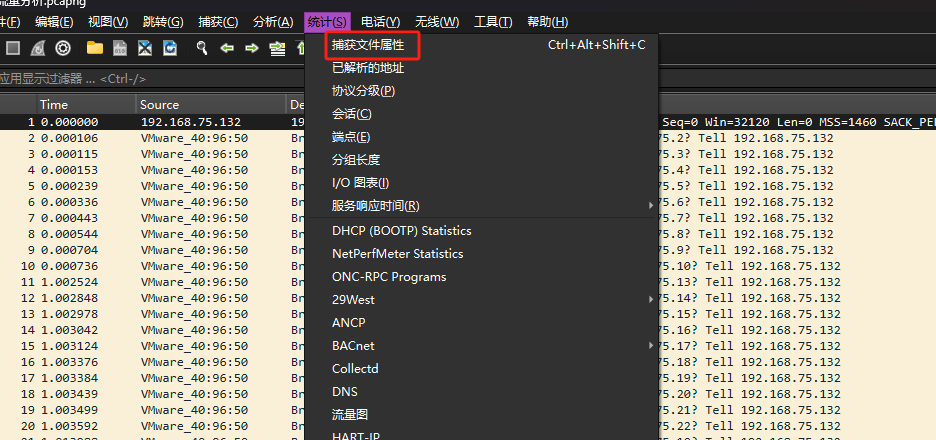 流量分析.pcapng
件(F) 编辑(E) 视图(V) 跳转(G) 捕获(C) 分析(A) 统计(S) 电话(Y) 无线(W) 工具(T) 帮助(H)
应用显示过滤器 … <Ctrl-/>
捕获文件属性 Ctrl+Alt+Shift+C
已解析的地址
协议分级(P)
会话(C)
端点(E)
分组长度
I/O 图表(I)
服务响应时间(R)
DHCP (BOOTP) Statistics
NetPerfMeter Statistics
ONC-RPC Programs
29West
ANCP
BACnet
Collectd
DNS
流量图
HART-IP
Time Source De
1 0.000000 192.168.75.132 19 Seq=0 Win=32120 Len=0 MSS=1460 SACK_PE
2 0.000106 VMware_40:96:50 Br 75.2? Tell 192.168.75.132
3 0.000115 VMware_40:96:50 Br 75.3? Tell 192.168.75.132
4 0.000153 VMware_40:96:50 Br 75.4? Tell 192.168.75.132
5 0.000239 VMware_40:96:50 Br 75.5? Tell 192.168.75.132
6 0.000336 VMware_40:96:50 Br 75.6? Tell 192.168.75.132
7 0.000443 VMware_40:96:50 Br 75.7? Tell 192.168.75.132
8 0.000544 VMware_40:96:50 Br 75.8? Tell 192.168.75.132
9 0.000704 VMware_40:96:50 Br 75.9? Tell 192.168.75.132
10 0.000736 VMware_40:96:50 Br 75.10? Tell 192.168.75.132
11 1.002524 VMware_40:96:50 Br 75.13? Tell 192.168.75.132
12 1.002848 VMware_40:96:50 Br 75.14? Tell 192.168.75.132
13 1.002978 VMware_40:96:50 Br 75.15? Tell 192.168.75.132
14 1.003042 VMware_40:96:50 Br 75.16? Tell 192.168.75.132
15 1.003124 VMware_40:96:50 Br 75.17? Tell 192.168.75.132
16 1.003376 VMware_40:96:50 Br 75.18? Tell 192.168.75.132
17 1.003384 VMware_40:96:50 Br 75.19? Tell 192.168.75.132
18 1.003439 VMware_40:96:50 Br 75.20? Tell 192.168.75.132
19 1.003499 VMware_40:96:50 Br 75.21? Tell 192.168.75.132
20 1.003592 VMware_40:96:50 Br 75.22? Tell 192.168.75.132